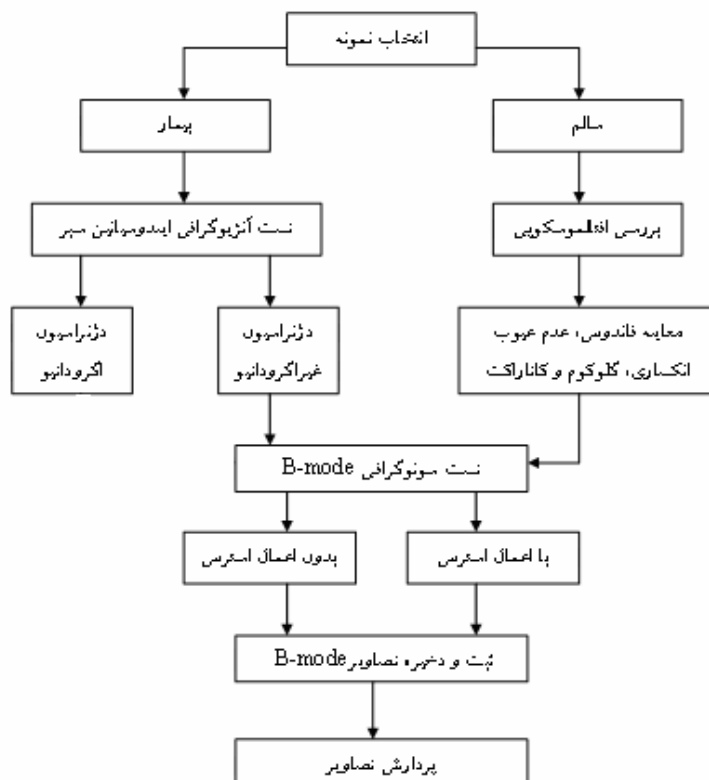 انتخاب نمونه
سالم
بیمار
بررسی افتالموسکوپی
تست آنژیوگرافی ایندوسیانین سبز
معاینه فاندوس، عدم عیوب
انکساری، گلوکوم و کاتاراکت
دژنراسیون
غیراگزوداتیو
دژنراسیون
اگزوداتیو
تست سونوگرافی B-mode
با اعمال استرس
بدون اعمال استرس
ثبت و ذخیره تصاویر B-mode
پردازش تصاویر